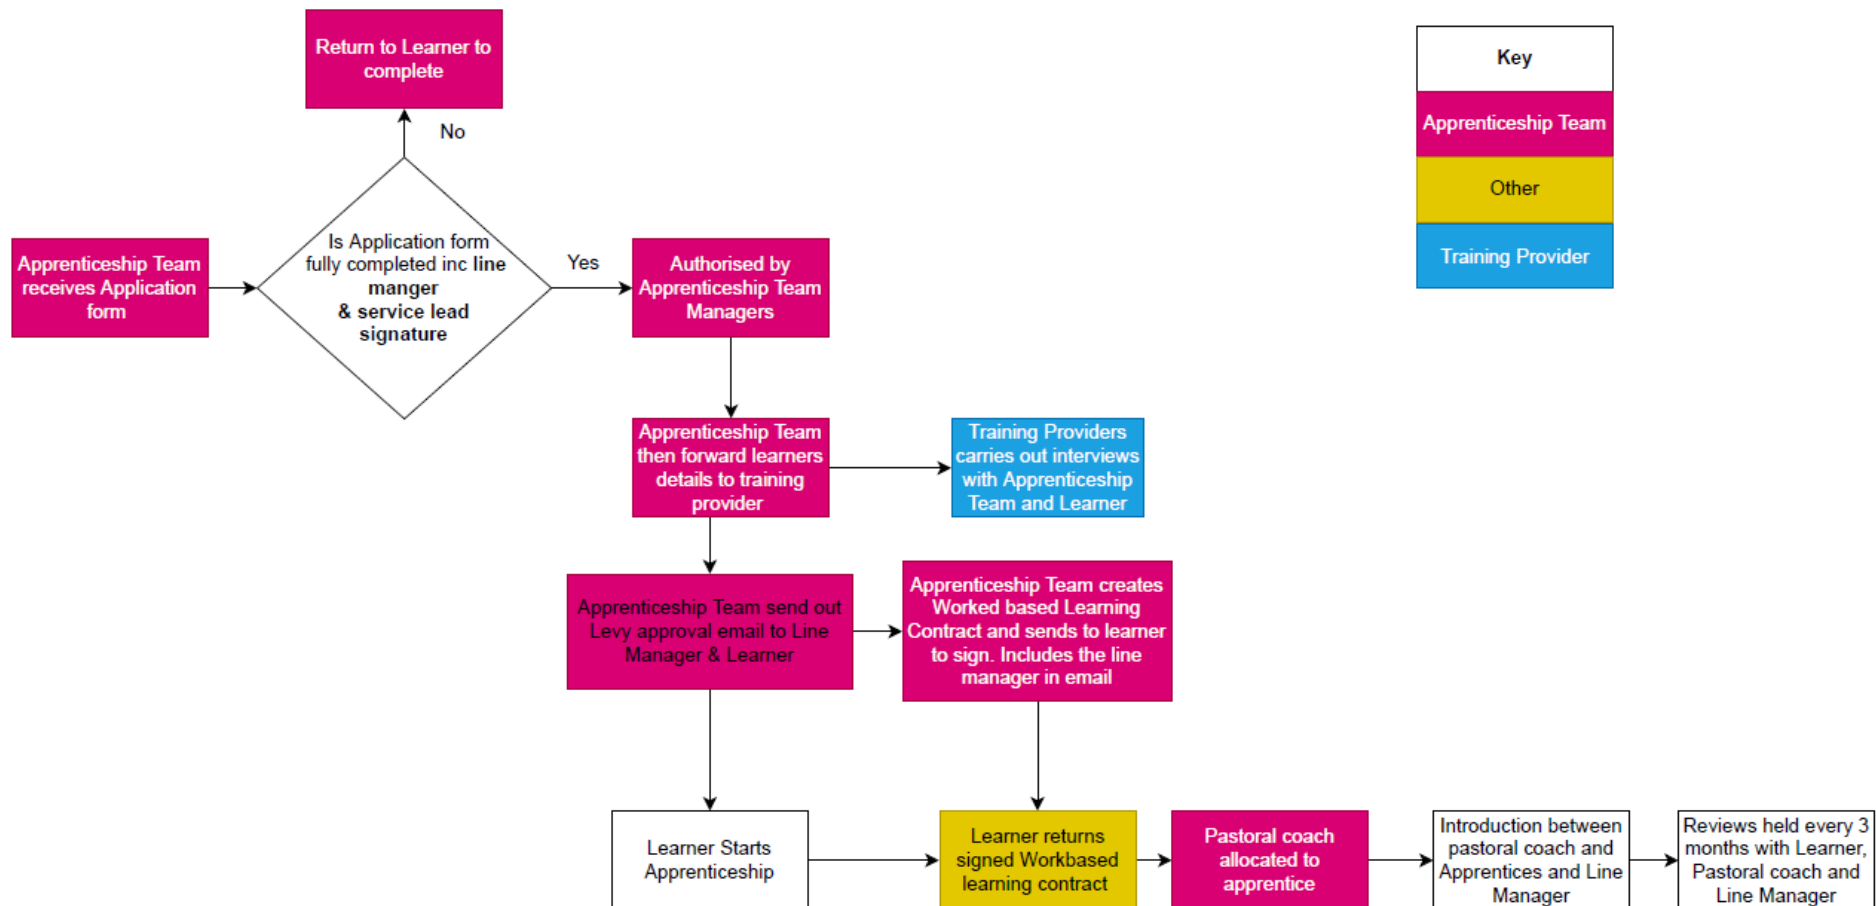 Return to Learner to
complete
Key
Apprenticeship Team
Other
Training Provider
No
Apprenticeship Team
receives Application
form
Is Application form
fully completed inc line
manger
& service lead
signature
Yes
Authorised by
Apprenticeship Team
Managers
Apprenticeship Team
then forward learners
details to training
provider
Training Providers
carries out interviews
with Apprenticeship
Team and Learner
Apprenticeship Team send out
Levy approval email to Line
Manager & Learner
Apprenticeship Team creates
Worked based Learning
Contract and sends to learner
to sign. Includes the line
manager in email
Learner Starts
Apprenticeship
Learner returns
signed Workbased
learning contract
Pastoral coach
allocated to
apprentice
Introduction between
pastoral coach and
Apprentices and Line
Manager
Reviews held every 3
months with Learner,
Pastoral coach and
Line Manager